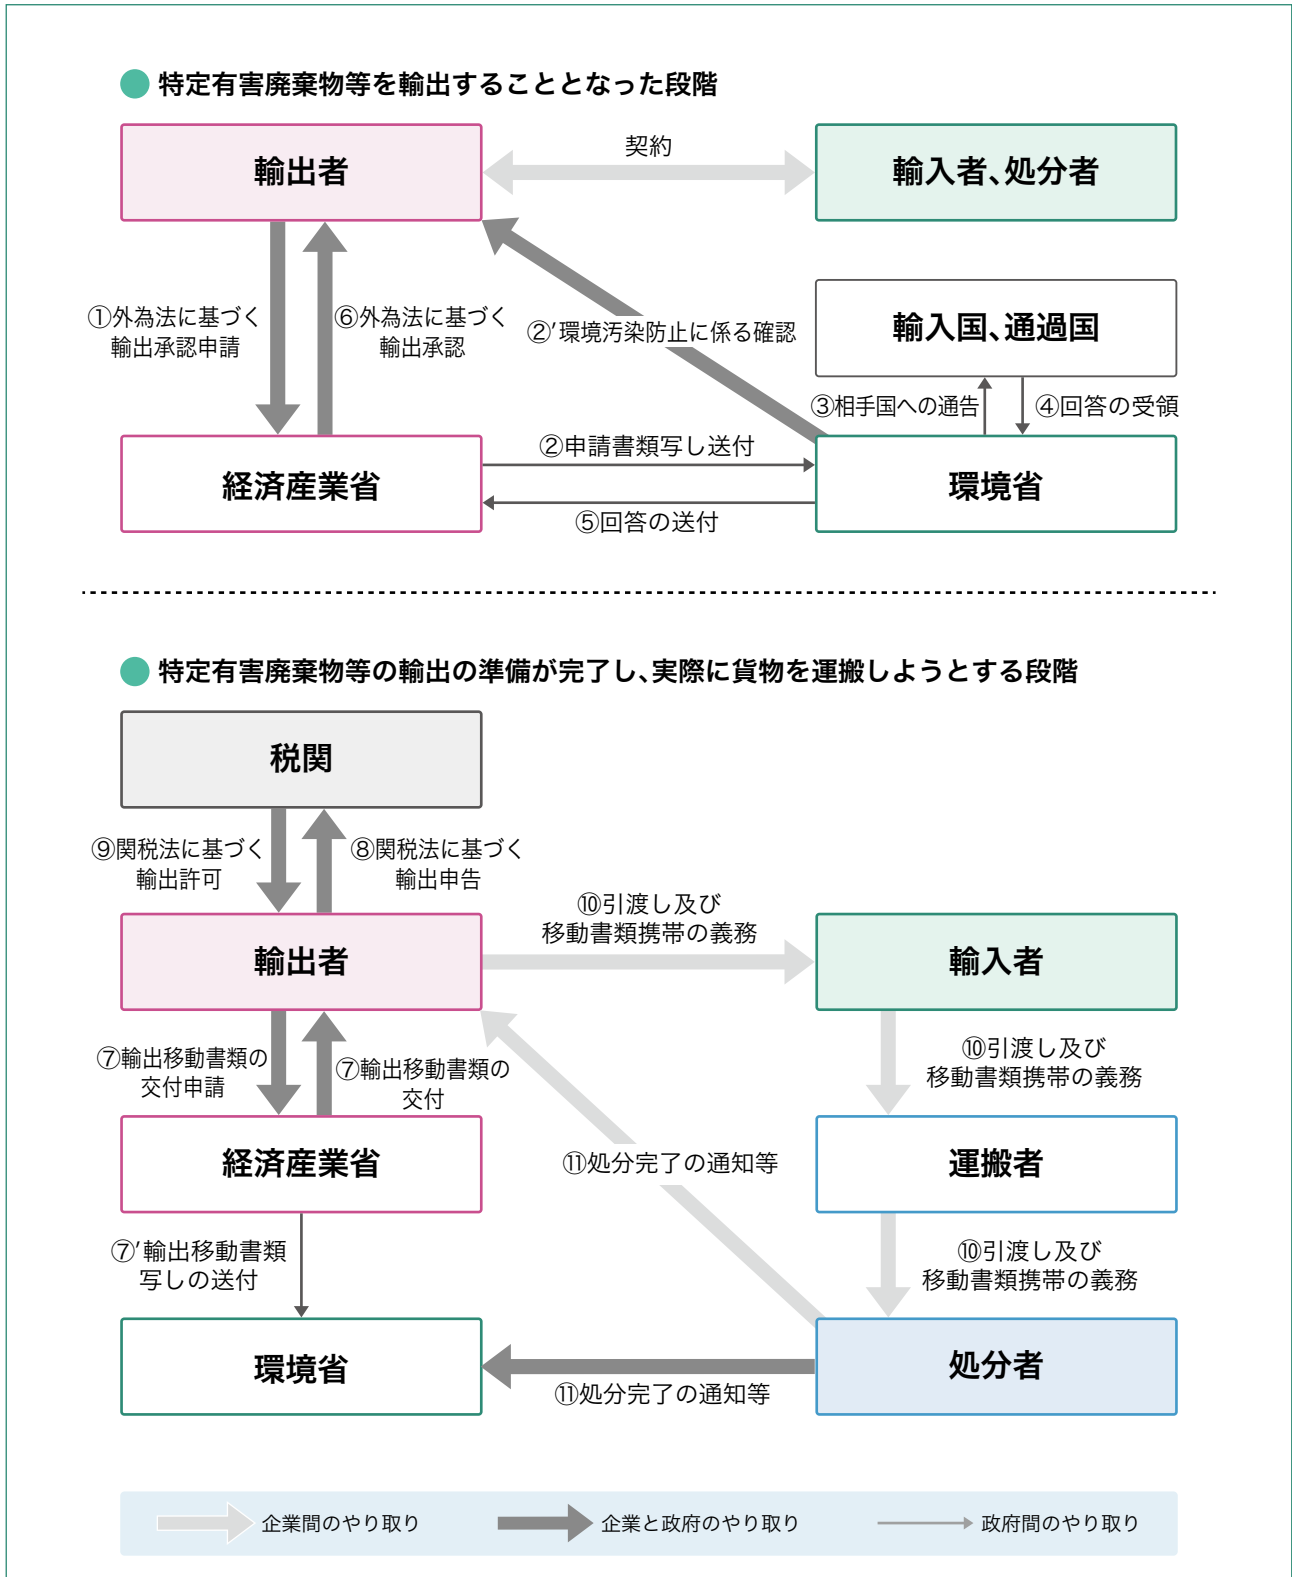 特定有害廃棄物等を輸出することとなった段階
輸出者
契約
輸入者、処分者
①外為法に基づく
輸出承認申請
⑥外為法に基づく
輸出承認
②′環境汚染防止に係る確認
輸入国、通過国
③相手国への通告
④回答の受領
経済産業省
②申請書類写し送付
⑤回答の送付
環境省
特定有害廃棄物等の輸出の準備が完了し、実際に貨物を運搬しようとする段階
税関
⑨関税法に基づく
輸出許可
⑧関税法に基づく
輸出申告
輸出者
⑩引渡し及び
移動書類携帯の義務
輸入者
⑦輸出移動書類の
交付申請
⑦輸出移動書類の
交付
⑩引渡し及び
移動書類携帯の義務
経済産業省
⑪処分完了の通知等
運搬者
⑦′輸出移動書類
写しの送付
⑩引渡し及び
移動書類携帯の義務
環境省
⑪処分完了の通知等
処分者
企業間のやり取り
企業と政府のやり取り
政府間のやり取り